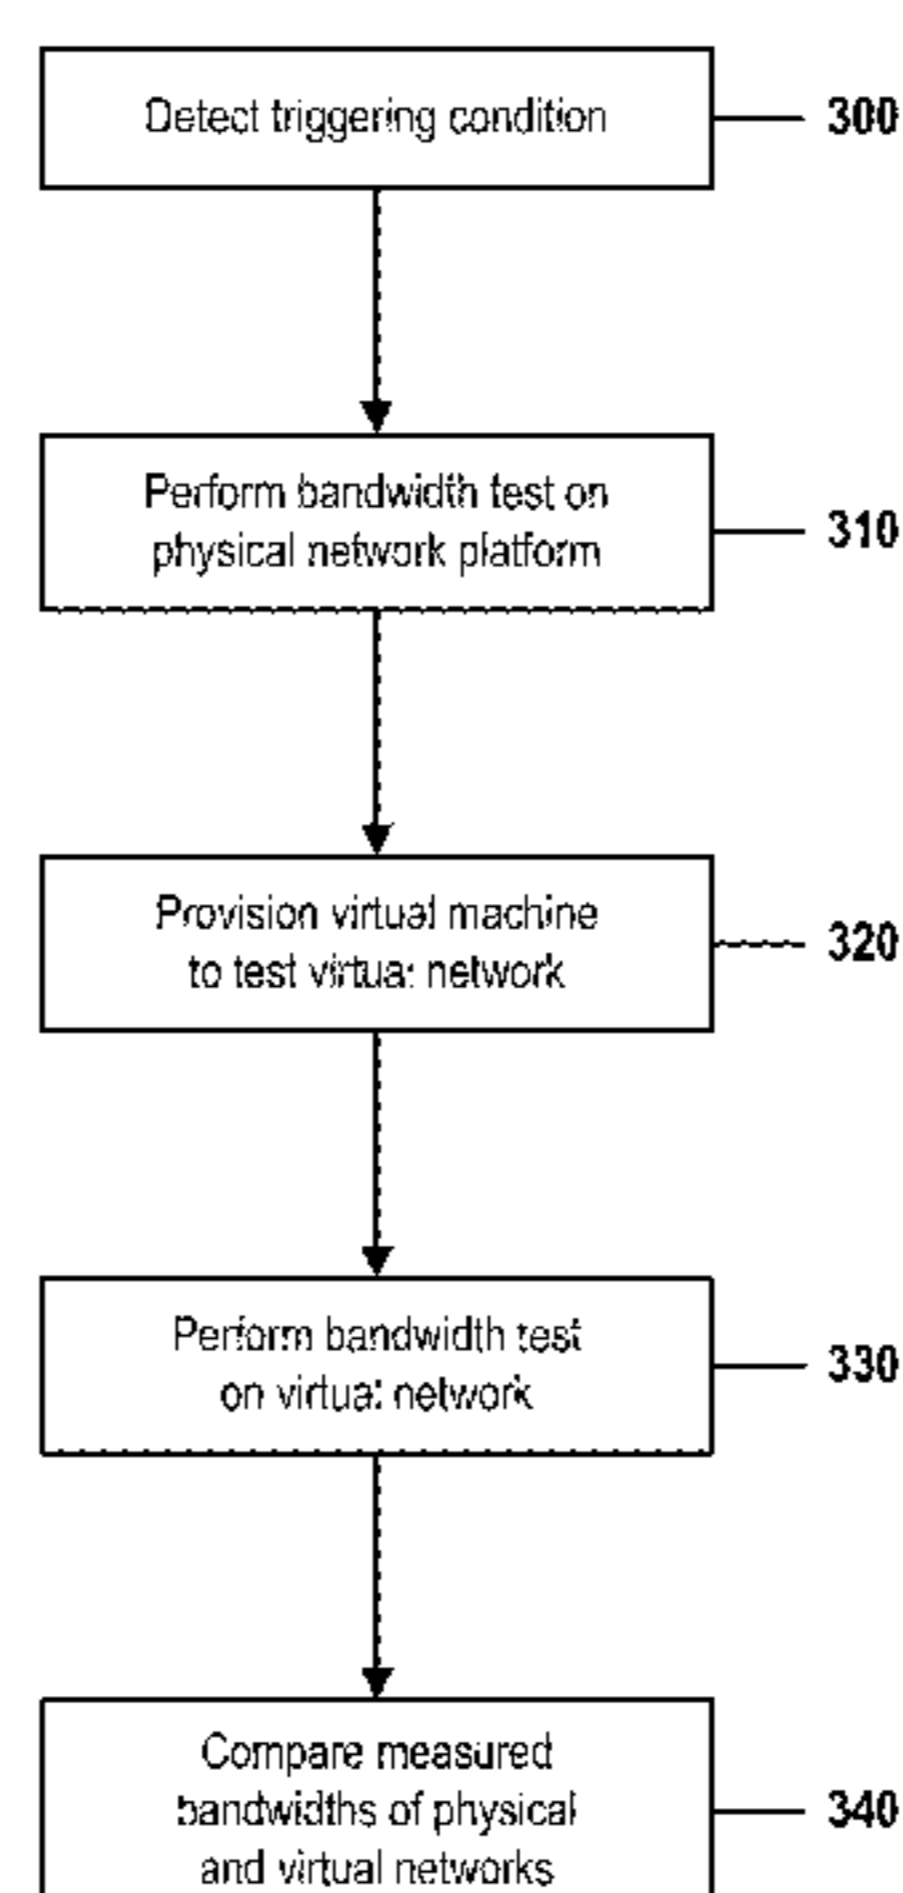 Detect triggering condition
300
Perform bandwidth test on
physical network platform
310
Provision virtual machine
to test virtual network
320
Perform bandwidth test
on virtual network
330
Compare measured
bandwidths of physical
and virtual networks
340